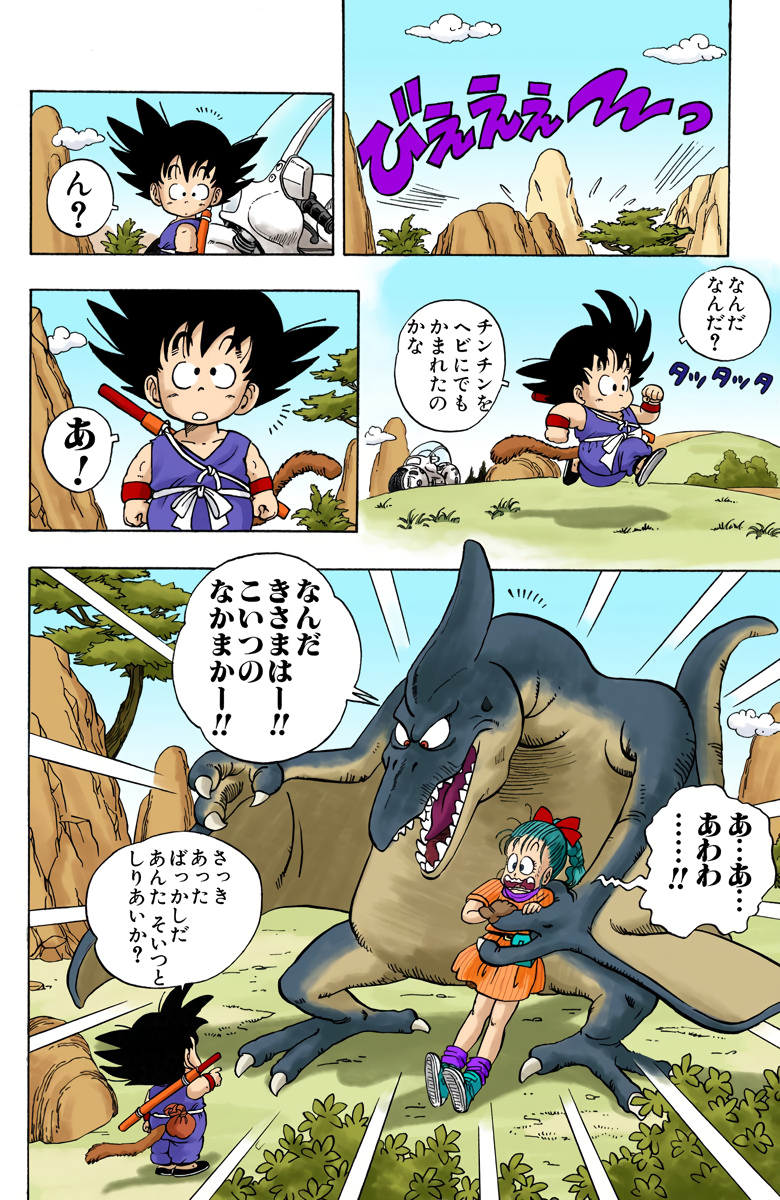 びえええーーっ
ん?
なんだ
なんだ?
タッタッタ
チンチンを
ヘビにでも
かまれたの
かな
あ!
なんだ
きさまはー!!
こいつの
なかまかー!!
あ…あ…
あわわ
……!!
さっき
あった
ばっかしだ
あんた そいつと
しりあいか?